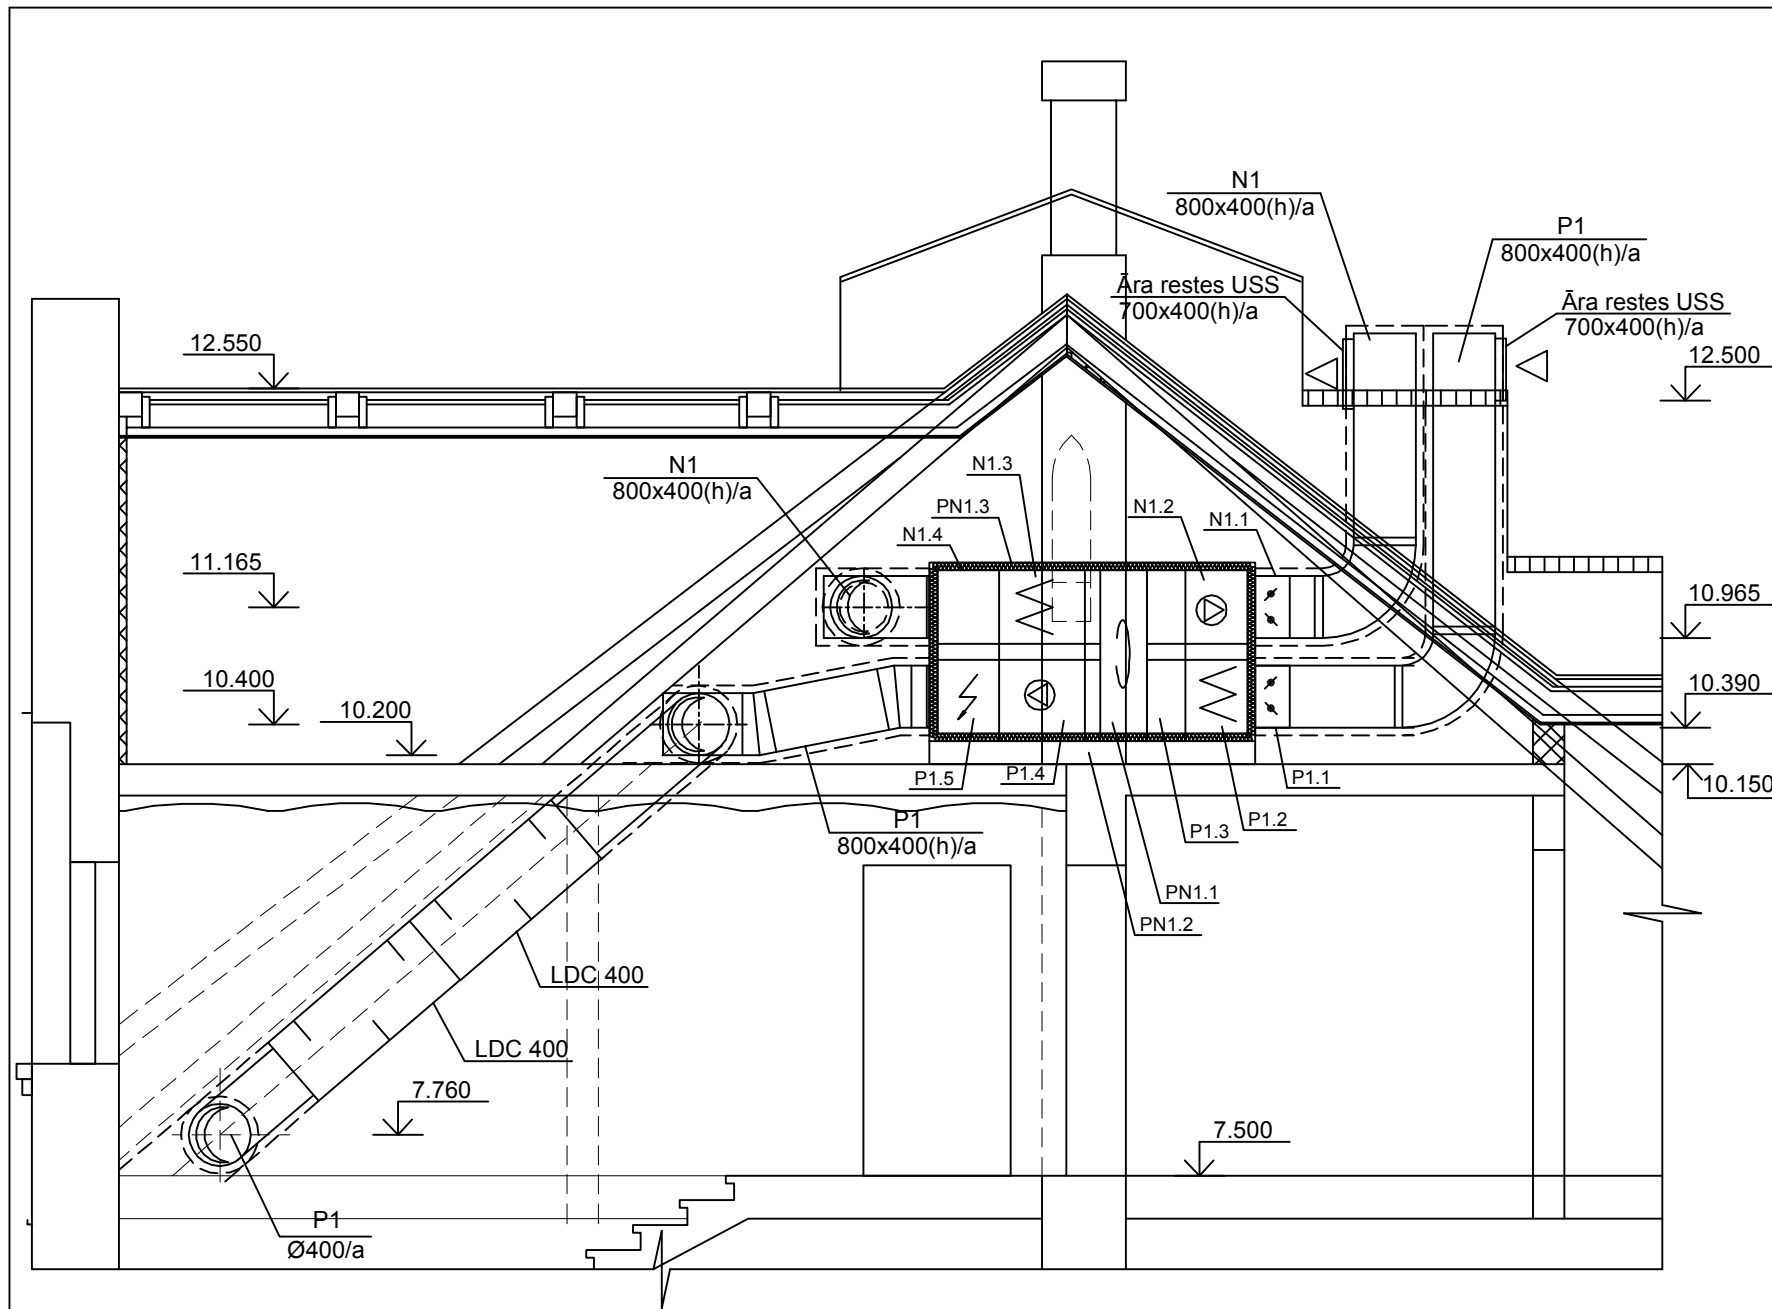 N1
800x400(h)/a
P1
800x400(h)/a
Āra restes USS
700x400(h)/a
Āra restes USS
700x400(h)/a
12.550
12.500
N1
800x400(h)/a
N1.3
PN1.3
N1.2
N1.1
N1.4
11.165
10.965
10.400
10.390
10.200
P1.5
P1.4
P1.1
10.150
P1
800x400(h)/a
P1.3
P1.2
PN1.1
PN1.2
LDC 400
LDC 400
7.760
7.500
P1
Ø400/a